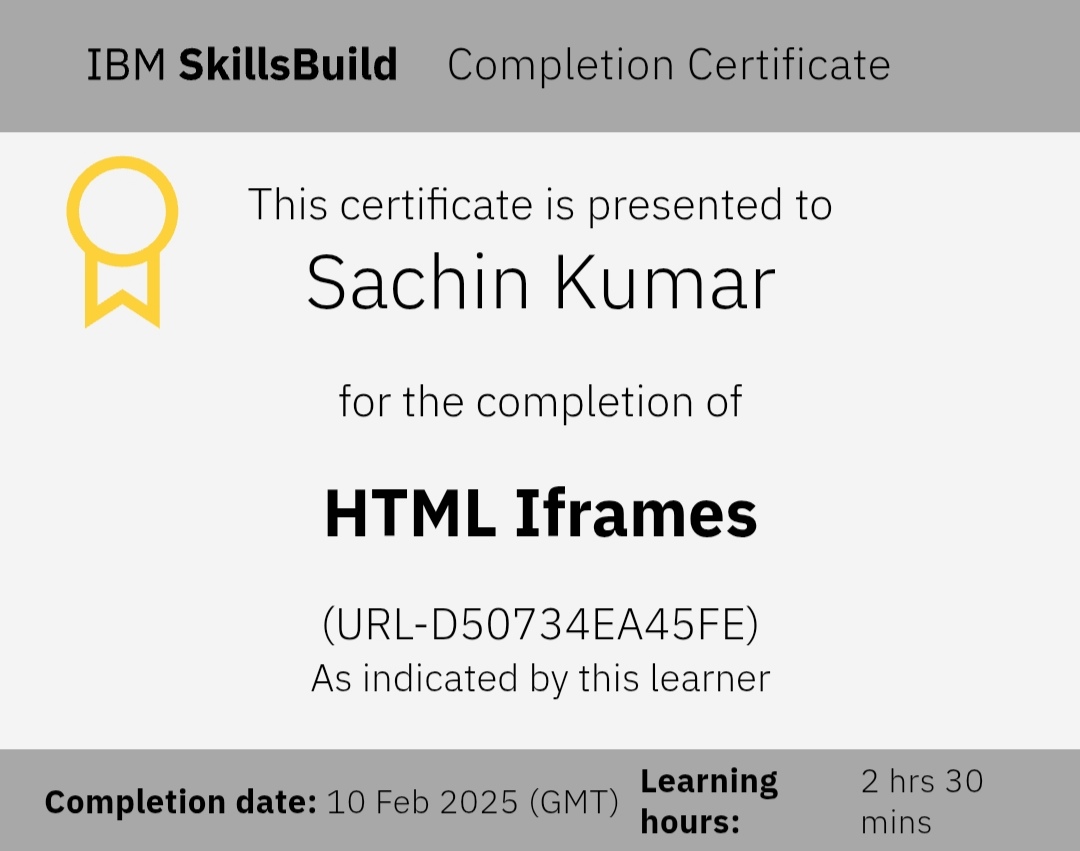 IBM SkillsBuild Completion Certificate
This certificate is presented to
Sachin Kumar
for the completion of
HTML Iframes
(URL-D50734EA45FE)
As indicated by this learner
Completion date: 10 Feb 2025 (GMT)
Learning
hours:
2 hrs 30
mins